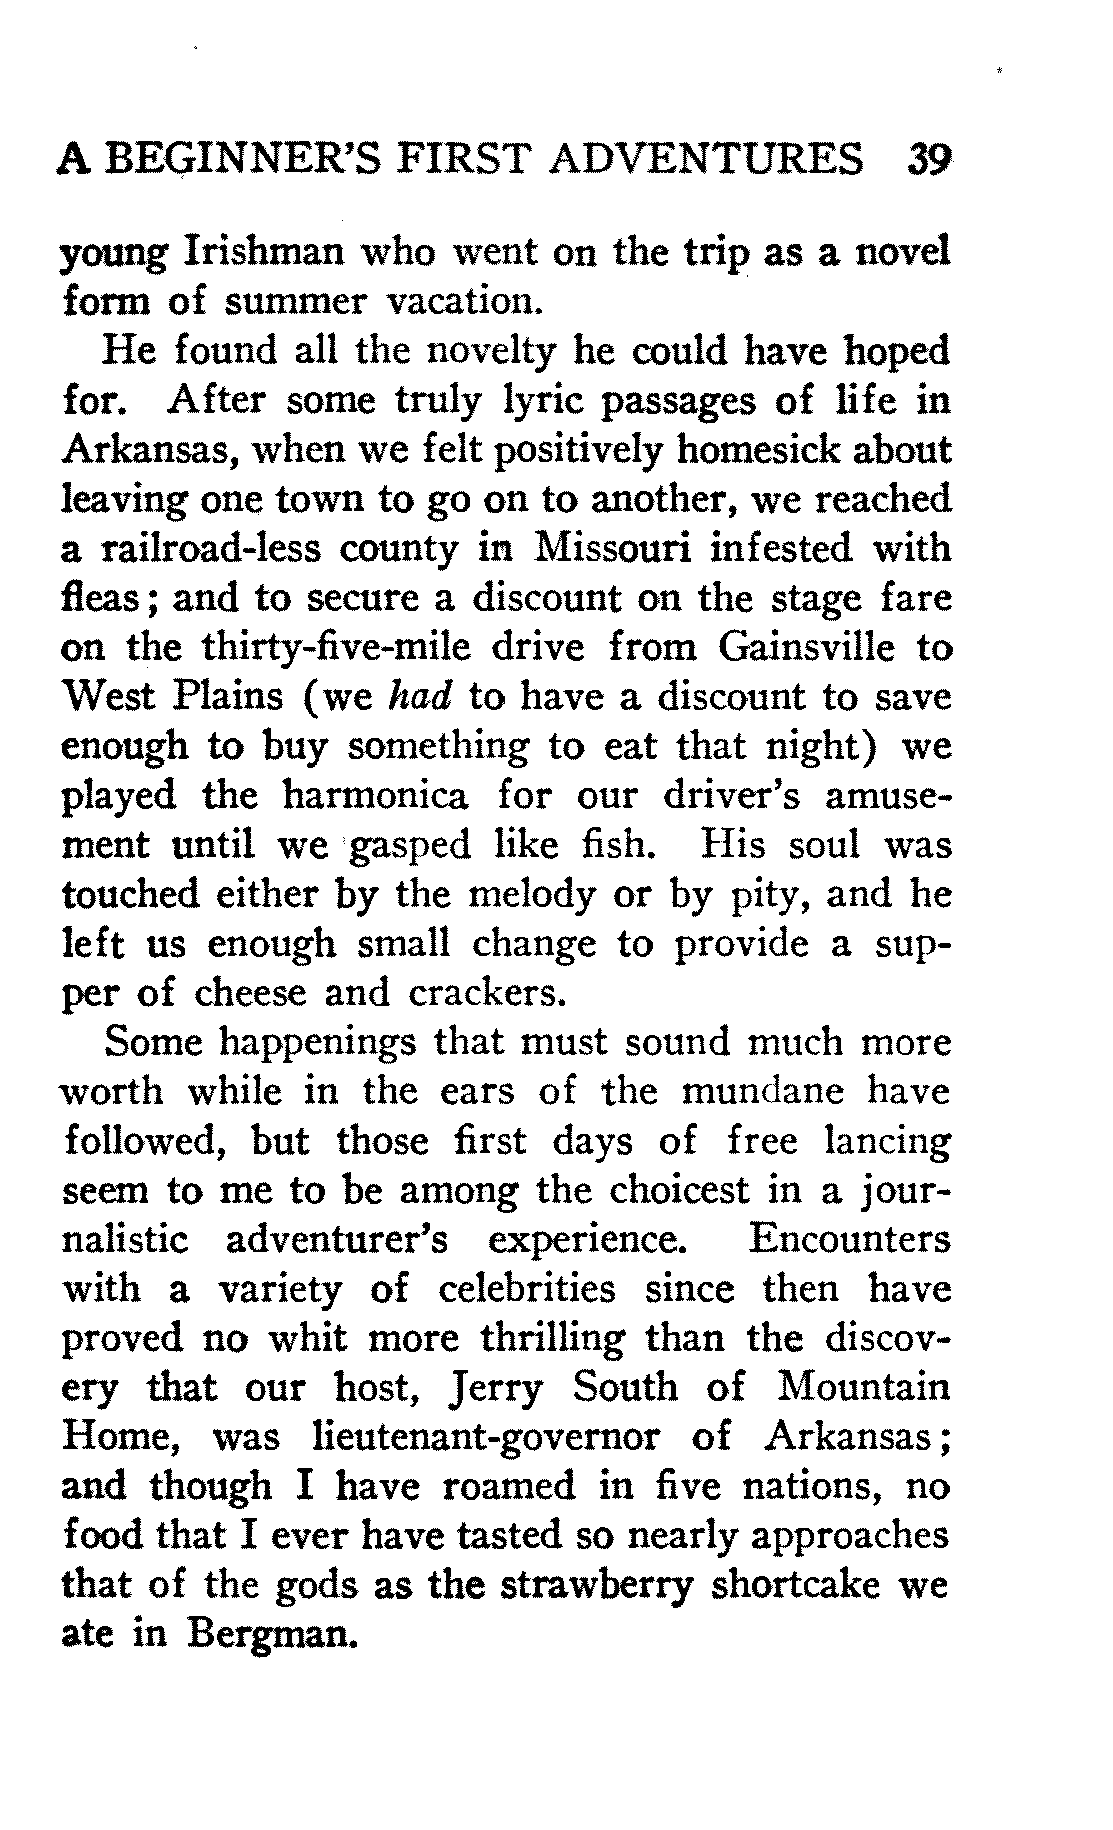 A BEGINNER'S FIRST ADVENTURES 39
young Irishman who went on the trip as a novel
form of summer vacation.
He found all the novelty he could have hoped
for. After some truly lyric passages of life in
Arkansas, when we felt positively homesick about
leaving one town to go on to another, we reached
a railroad-less county in Missouri infested with
fleas; and to secure a discount on the stage fare
on the thirty-five-mile drive from Gainsville to
West Plains (we had to have a discount to save
enough to buy something to eat that night) we
played the harmonica for our driver's amuse-
ment until we gasped like fish. His soul was
touched either by the melody or by pity, and he
left us enough small change to provide a sup-
per of cheese and crackers.
Some happenings that must sound much more
worth while in the ears of the mundane have
followed, but those first days of free lancing
seem to me to be among the choicest in a jour-
nalistic adventurer's experience. Encounters
with a variety of celebrities since then have
proved no whit more thrilling than the discov-
ery that our host, Jerry South of Mountain
Home, was lieutenant-governor of Arkansas;
and though I have roamed in five nations, no
food that I ever have tasted so nearly approaches
that of the gods as the strawberry shortcake we
ate in Bergman.